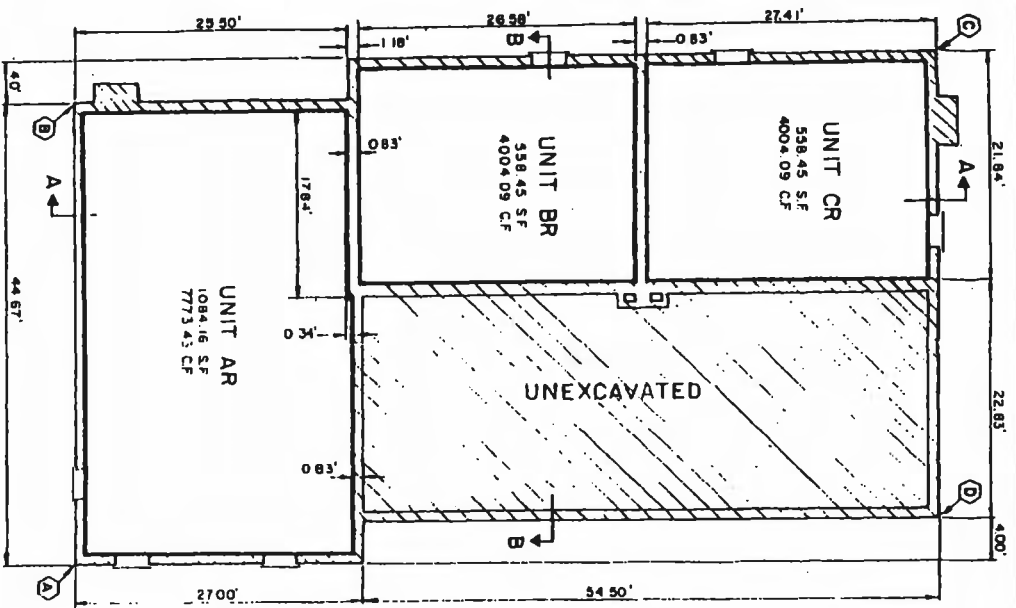 25.50'
26.58'
27.41'
C
1.18'
B
0.83'
40'
B
A
0.83'
17.84'
UNIT BR
558.45 S.F
4004.09 C.F
UNIT CR
558.45 S.F
4004.09 C.F
A
21.84'
44.67'
UNIT AR
1084.16 S.F
7773.43 C.F
0.34'
UNEXCAVATED
22.83'
0.83'
B
D
4.00'
A
27.00'
54.50'